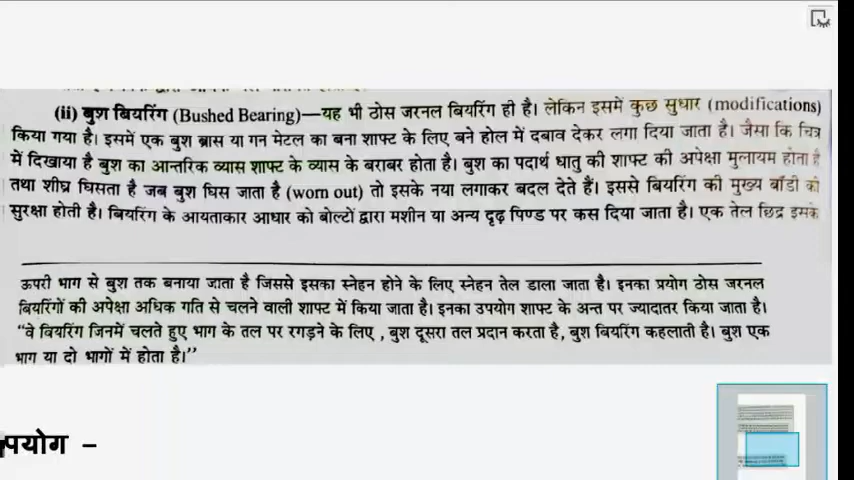 (ii) बुश बियरिंग (Bushed Bearing)—यह भी ठोस जरनल बियरिंग ही है। लेकिन इसमें कुछ सुधार (modifications)
किया गया है। इसमें एक बुश ब्रास या गन मेटल का बना शाफ्ट के लिए बने होल में दबाव देकर लगा दिया जाता है। जैसा कि चित्र
में दिखाया है बुश का आन्तरिक व्यास शाफ्ट के व्यास के बराबर होता है। बुश का पदार्थ धातु की शाफ्ट की अपेक्षा मुलायम होता है
तथा शीघ्र घिसता है जब बुश घिस जाता है (worn out) तो इसके नया लगाकर बदल देते हैं। इससे बियरिंग की मुख्य बॉडी की
सुरक्षा होती है। बियरिंग के आयताकार आधार को बोल्टों द्वारा मशीन या अन्य दृढ़ पिण्ड पर कस दिया जाता है। एक तेल छिद्र इसके
ऊपरी भाग से बुश तक बनाया जाता है जिससे इसका स्नेहन होने के लिए स्नेहन तेल डाला जाता है। इनका प्रयोग ठोस जरनल
बियरिंगों की अपेक्षा अधिक गति से चलने वाली शाफ्ट में किया जाता है। इनका उपयोग शाफ्ट के अन्त पर ज्यादातर किया जाता है।
“वे बियरिंग जिनमें चलते हुए भाग के तल पर रगड़ने के लिए , बुश दूसरा तल प्रदान करता है, बुश बियरिंग कहलाती है। बुश एक
भाग या दो भागों में होता है।”
पयोग –